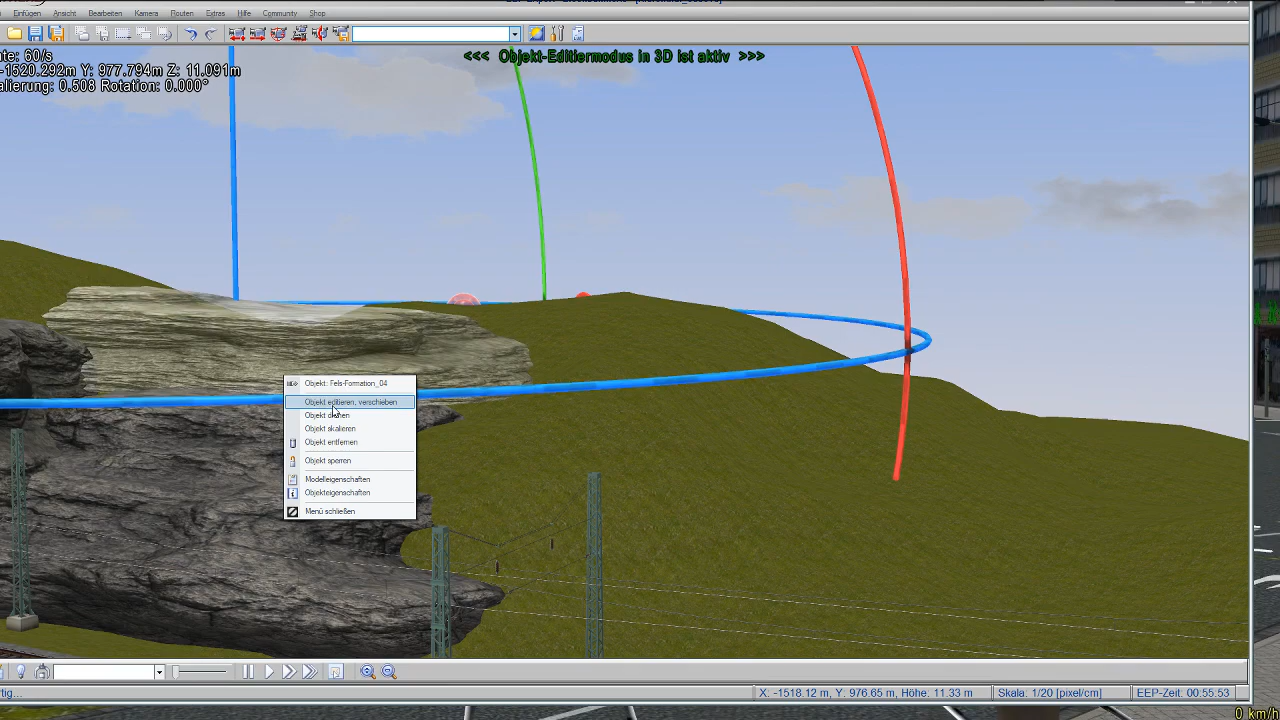 Einfügen Ansicht Bearbeiten Kamera Routen Extras Hilfe Community Shop
<<< Objekt-Editiermodus in 3D ist aktiv >>>
ate: 60/s
-1520.292m Y: 977.794m Z: 11.091m
alierung: 0.508 Rotation: 0.000°
Objekt: Fels-Formation_04
Objekt editieren, verschieben
Objekt drehen
Objekt skalieren
Objekt entfernen
Objekt sperren
Modelleigenschaften
Objekteigenschaften
Menü schließen
rtig...
X: -1518.12 m, Y: 976.65 m, Höhe: 11.33 m
Skala: 1/20 [pixel/cm]
EEP-Zeit: 00:55:53
0 km/h